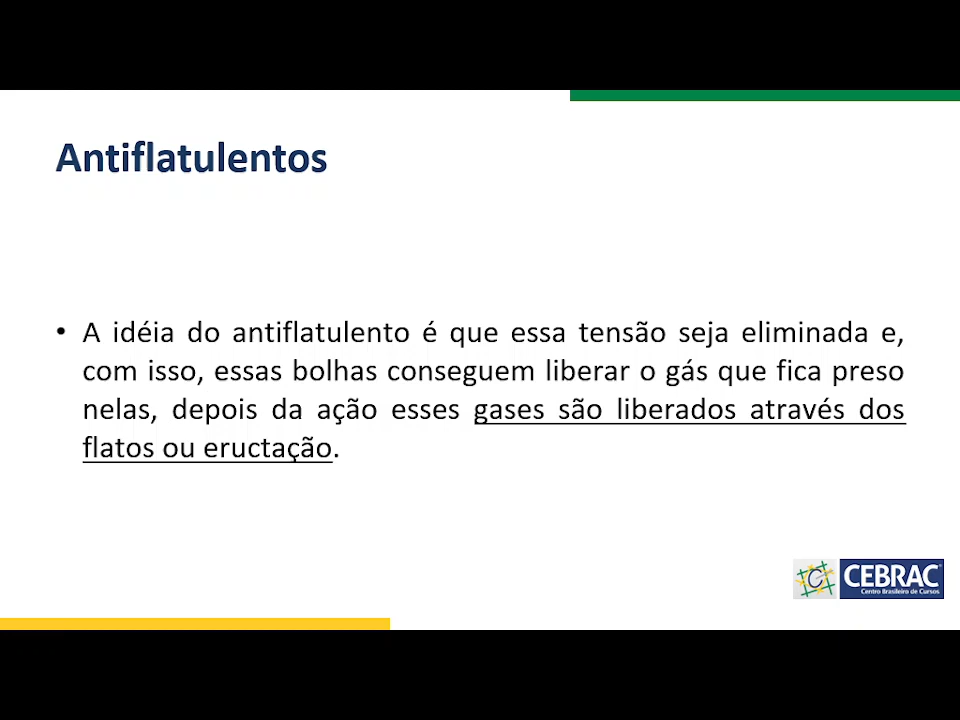 Antiflatulentos
• A idéia do antiflatulento é que essa tensão seja eliminada e,
com isso, essas bolhas conseguem liberar o gás que fica preso
nelas, depois da ação esses gases são liberados através dos
flatos ou eructação.
CEBRAC
Centro Brasileiro de Cursos